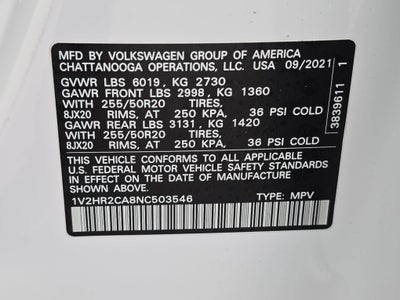 MFD BY VOLKSWAGEN GROUP OF AMERICA
CHATTANOOGA OPERATIONS, LLC. USA 09/2021
GVWR LBS 6019, KG 2730
GAWR FRONT LBS 2998, KG 1360
WITH 255/50R20 TIRES,
8JX20 RIMS, AT 250 KPA. 36 PSI COLD
GAWR REAR LBS 3131, KG 1420
WITH 255/50R20 TIRES,
8JX20 RIMS, AT 250 KPA. 36 PSI COLD
THIS VEHICLE CONFORMS TO ALL APPLICABLE
U.S. FEDERAL MOTOR VEHICLE SAFETY STANDARDS
IN EFFECT ON THE DATE OF MANUFACTURE
SHOWN ABOVE.
1V2HR2CA8NC503546 TYPE: MPV
3839611 1